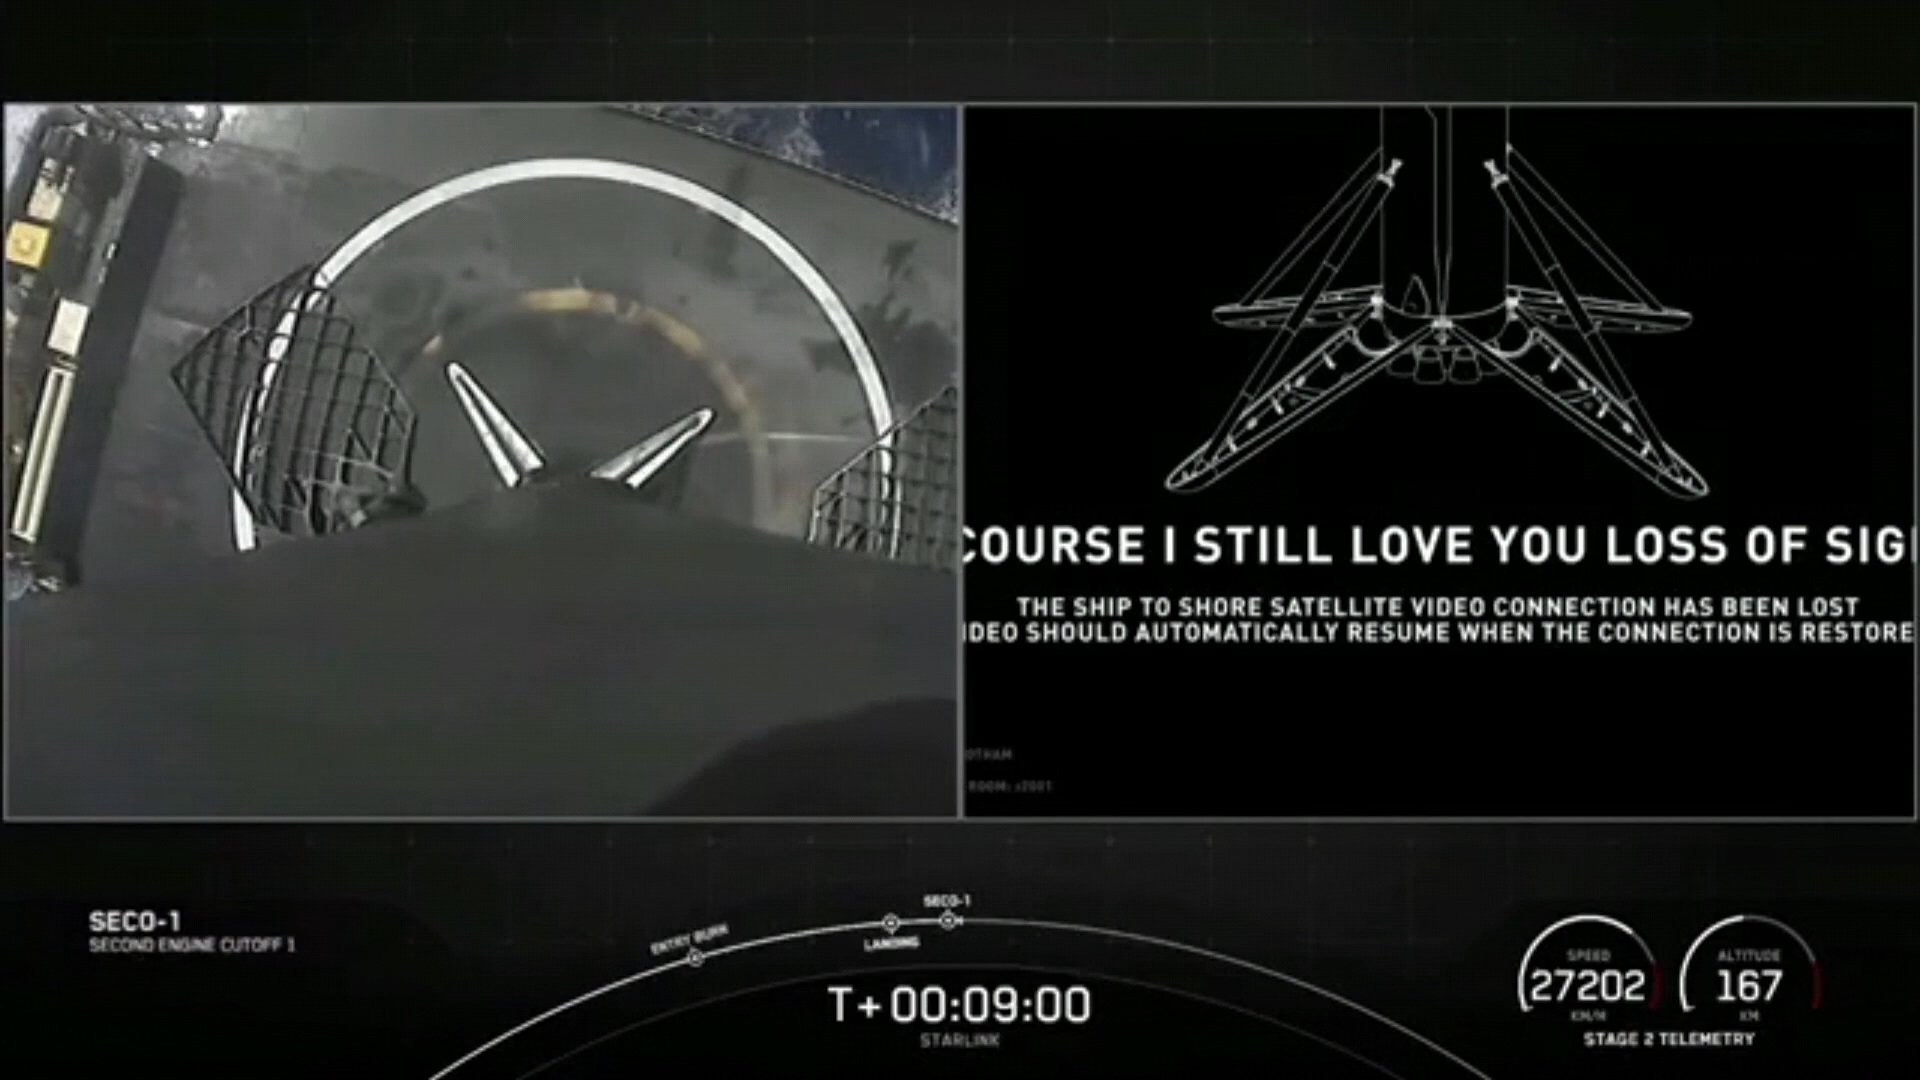 COURSE I STILL LOVE YOU LOSS OF SIG
THE SHIP TO SHORE SATELLITE VIDEO CONNECTION HAS BEEN LOST
IDEO SHOULD AUTOMATICALLY RESUME WHEN THE CONNECTION IS RESTORE
OTHAM
ROOM:
SECO-1
SECOND ENGINE CUTOFF 1
ENTRY BURN
LANDING
SECO-1
T+00:09:00
STARLINK
SPEED
27202
KM/H
ALTITUDE
167
KM
STAGE 2 TELEMETRY